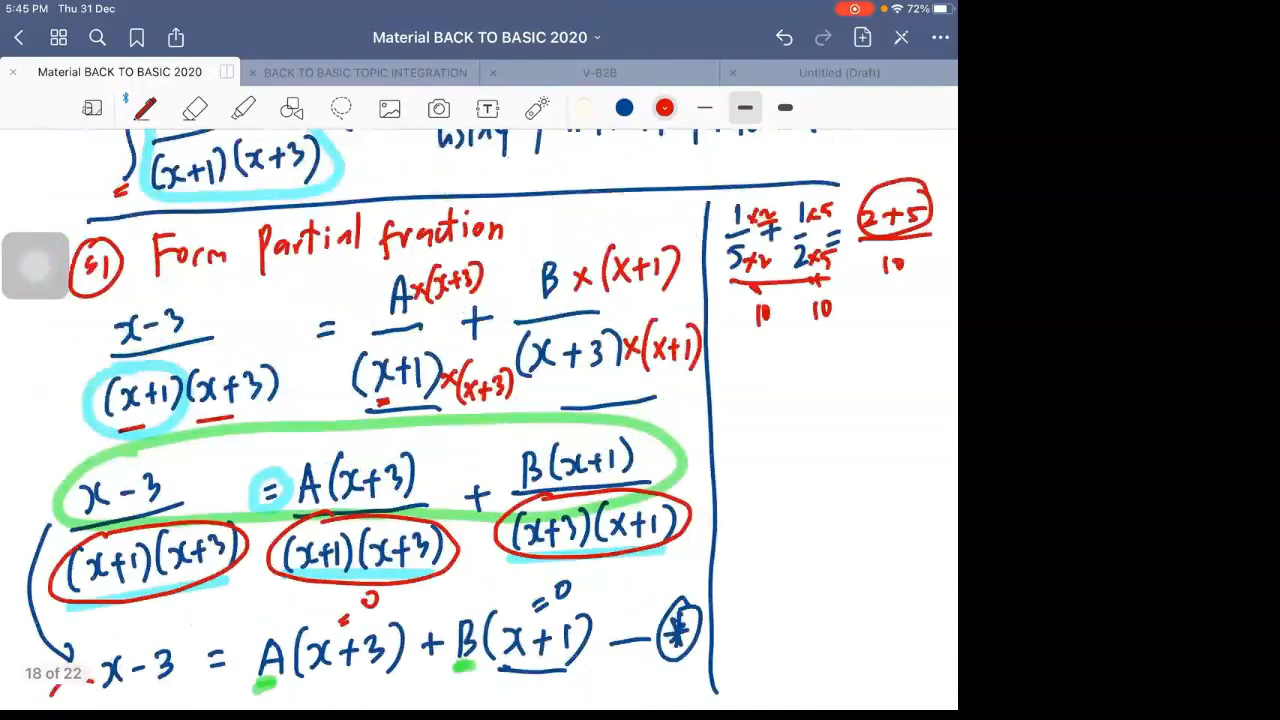 5:45 PM Thu 31 Dec 72%
Material BACK TO BASIC 2020
Material BACK TO BASIC 2020 BACK TO BASIC TOPIC INTEGRATION V-B2B Untitled (Draft)
(x+1)(x+3) using
S1 Form Partial fraction
x-3 = A×(x+3) + B×(x+1)
(x+1)(x+3) (x+1)×(x+3) (x+3)×(x+1)
1×2 + 1×5 = 2+5
5×2 2×5 10
10 10
x-3 = A(x+3) + B(x+1)
(x+1)(x+3) (x+1)(x+3) (x+3)(x+1)
=0 =0
x-3 = A(x+3) + B(x+1) — *
18 of 22